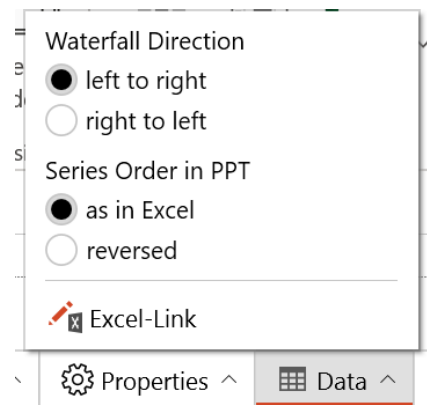 Waterfall Direction
left to right
right to left
Series Order in PPT
as in Excel
reversed
Excel-Link
Properties
Data